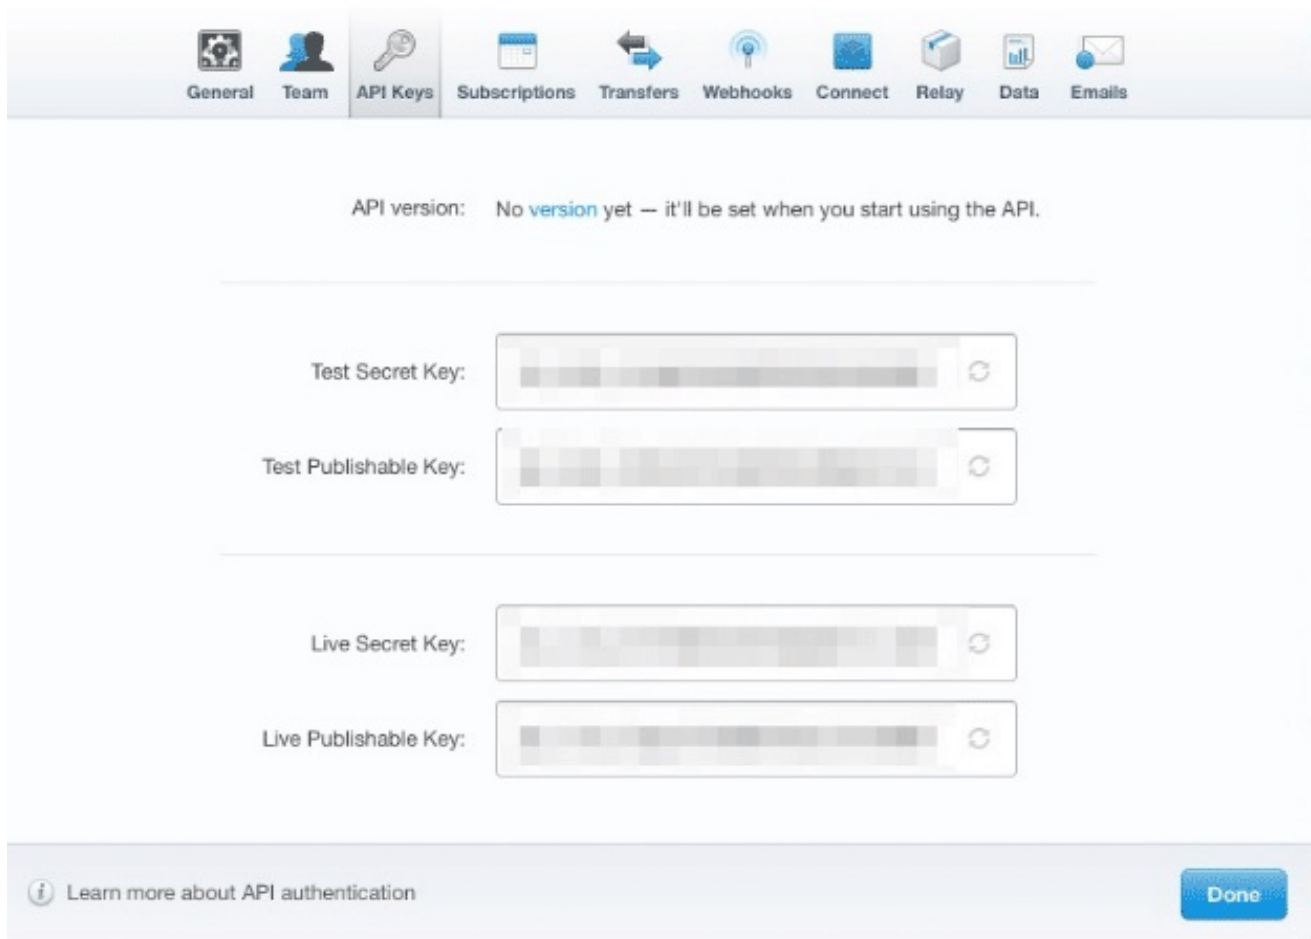 General Team API Keys Subscriptions Transfers Webhooks Connect Relay Data Emails
API version: No version yet — it'll be set when you start using the API.
Test Secret Key:
Test Publishable Key:
Live Secret Key:
Live Publishable Key:
Learn more about API authentication
Done